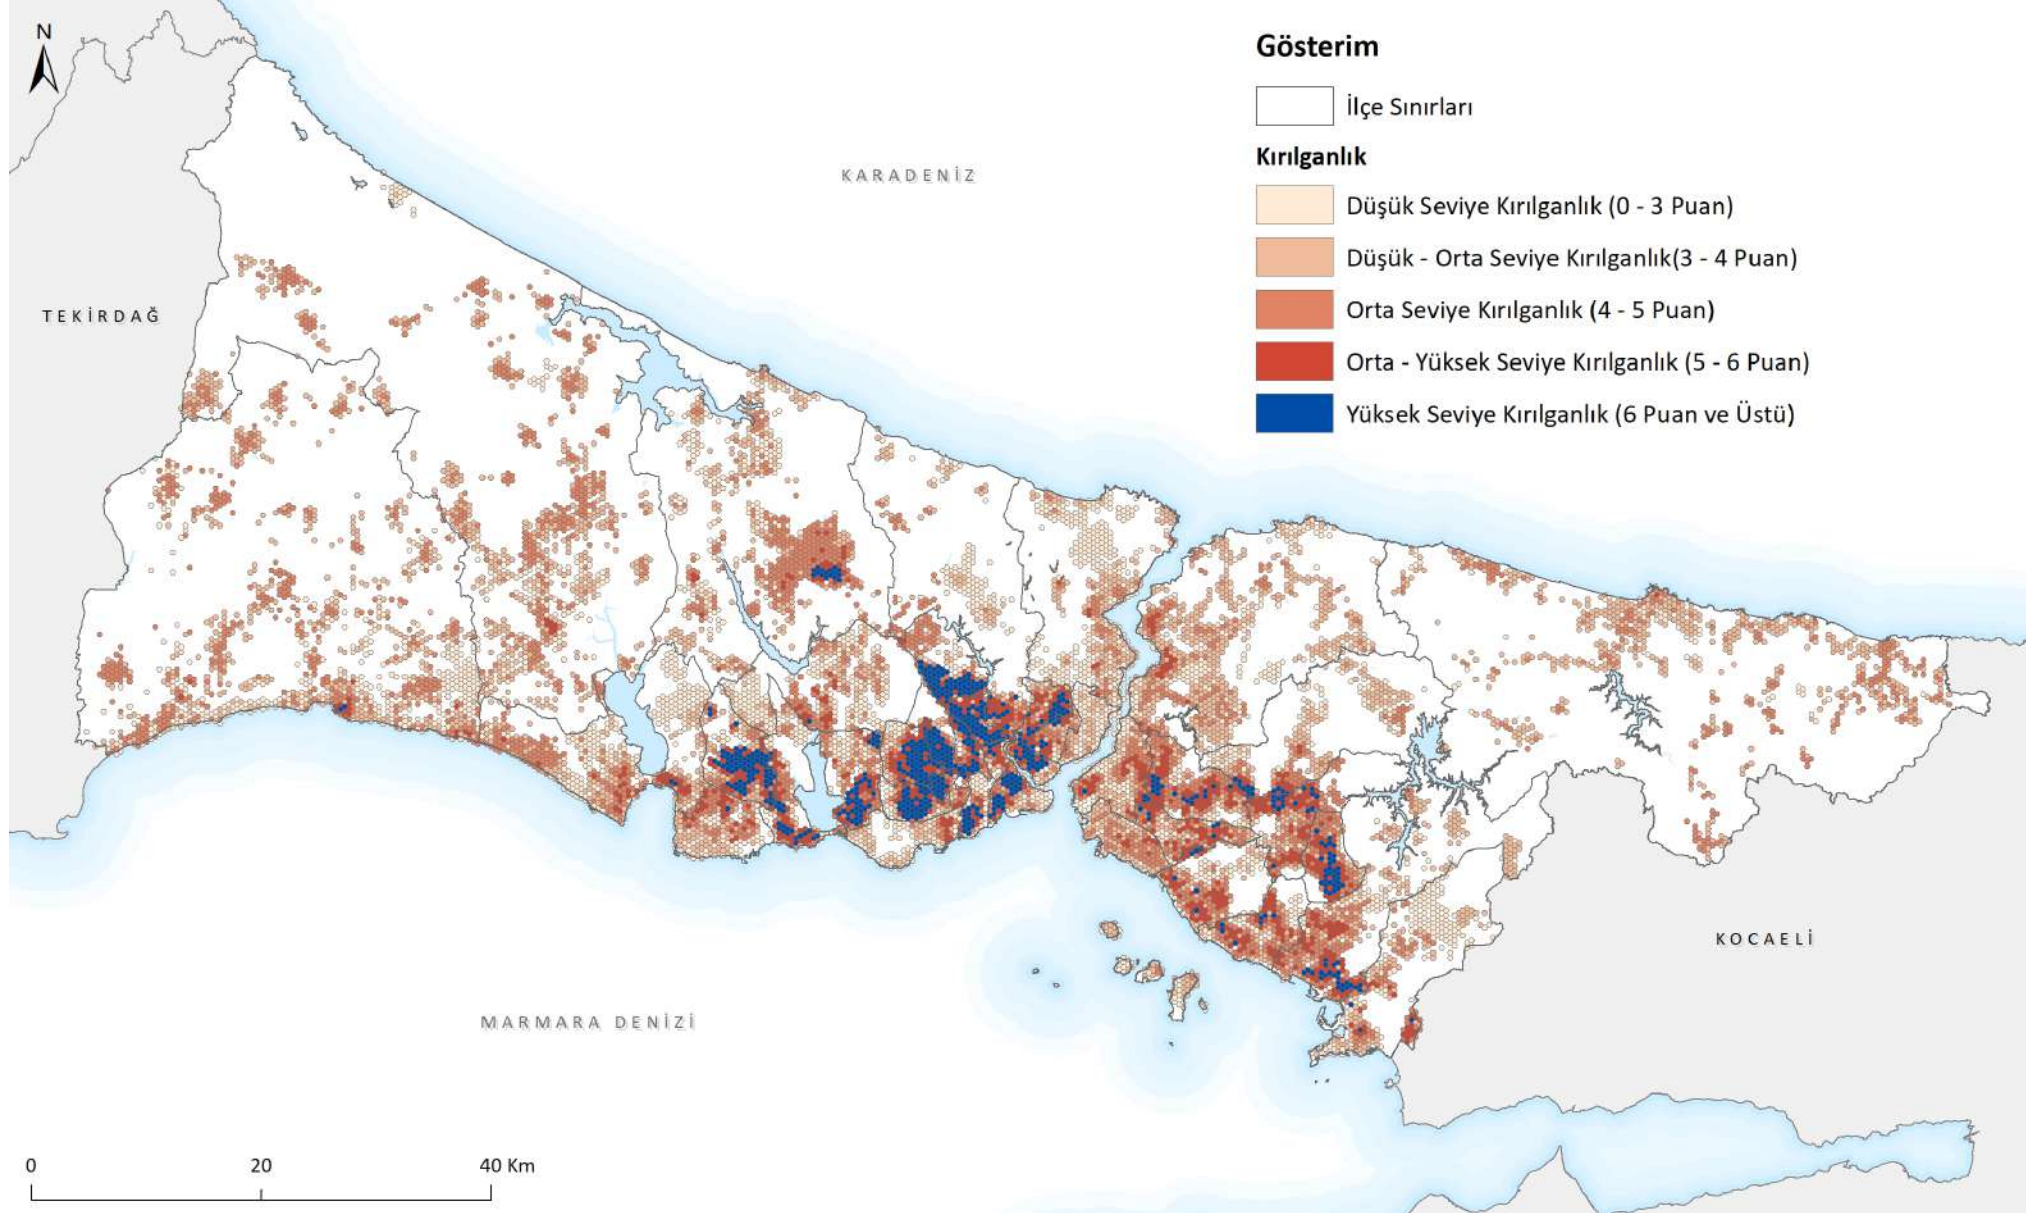 N
Gösterim
İlçe Sınırları
Kırılganlık
KARADENİZ
Düşük Seviye Kırılganlık (0 - 3 Puan)
Düşük - Orta Seviye Kırılganlık(3 - 4 Puan)
TEKİRDAĞ
Orta Seviye Kırılganlık (4 - 5 Puan)
Orta - Yüksek Seviye Kırılganlık (5 - 6 Puan)
Yüksek Seviye Kırılganlık (6 Puan ve Üstü)
KOCAELİ
MARMARA DENİZİ
0 20 40 Km